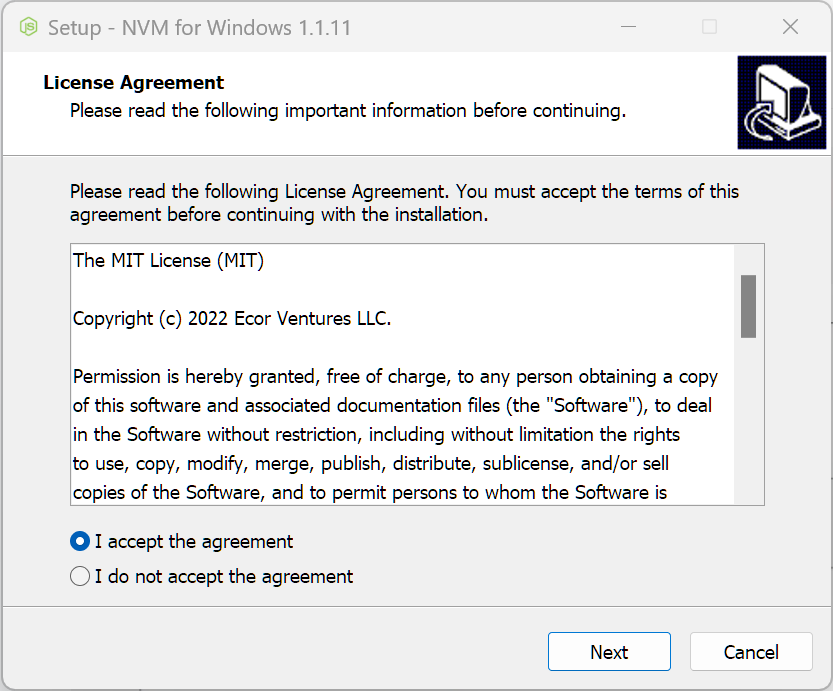 Setup - NVM for Windows 1.1.11
License Agreement
Please read the following important information before continuing.
Please read the following License Agreement. You must accept the terms of this
agreement before continuing with the installation.
The MIT License (MIT)
Copyright (c) 2022 Ecor Ventures LLC.
Permission is hereby granted, free of charge, to any person obtaining a copy
of this software and associated documentation files (the "Software"), to deal
in the Software without restriction, including without limitation the rights
to use, copy, modify, merge, publish, distribute, sublicense, and/or sell
copies of the Software, and to permit persons to whom the Software is
I accept the agreement
I do not accept the agreement
Next
Cancel